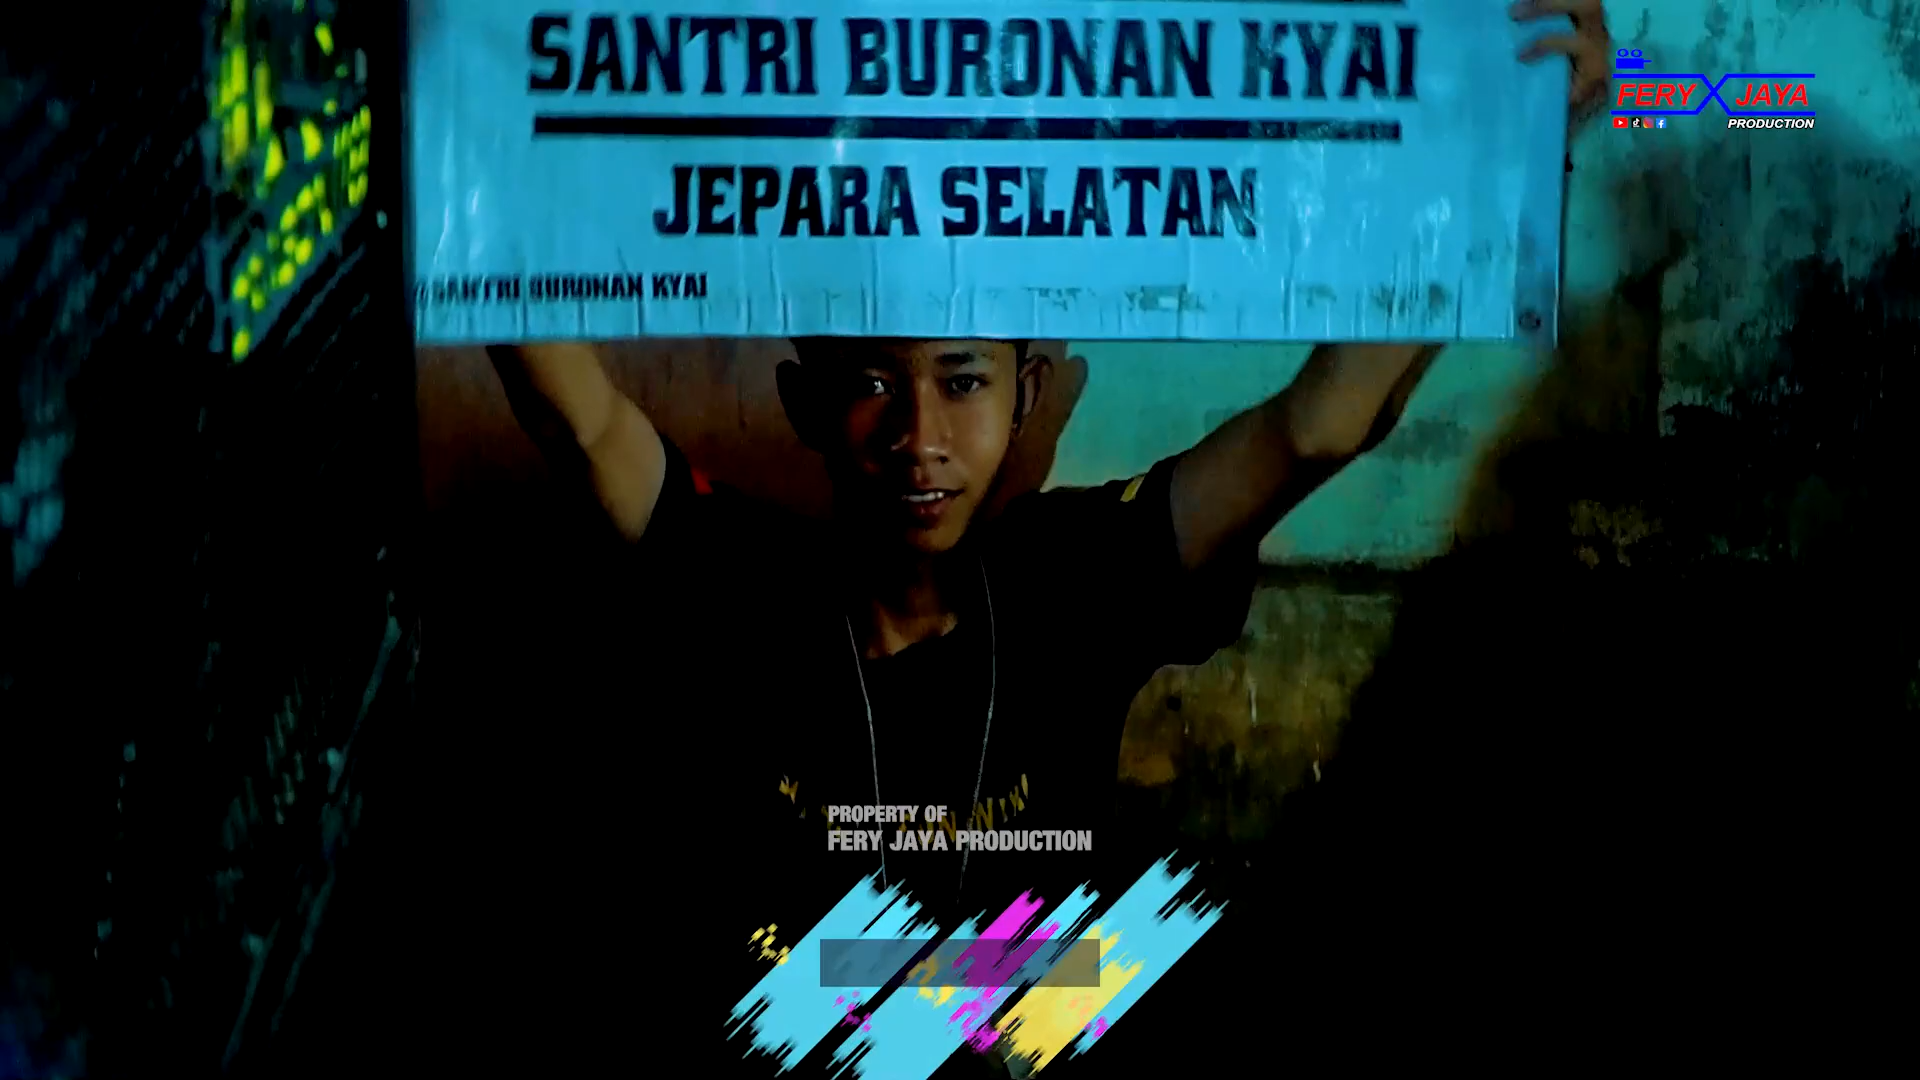 SANTRI BURONAN KYAI
JEPARA SELATAN
SANTRI BURONAN KYAI
FERY JAYA
PRODUCTION
PROPERTY OF
FERY JAYA PRODUCTION